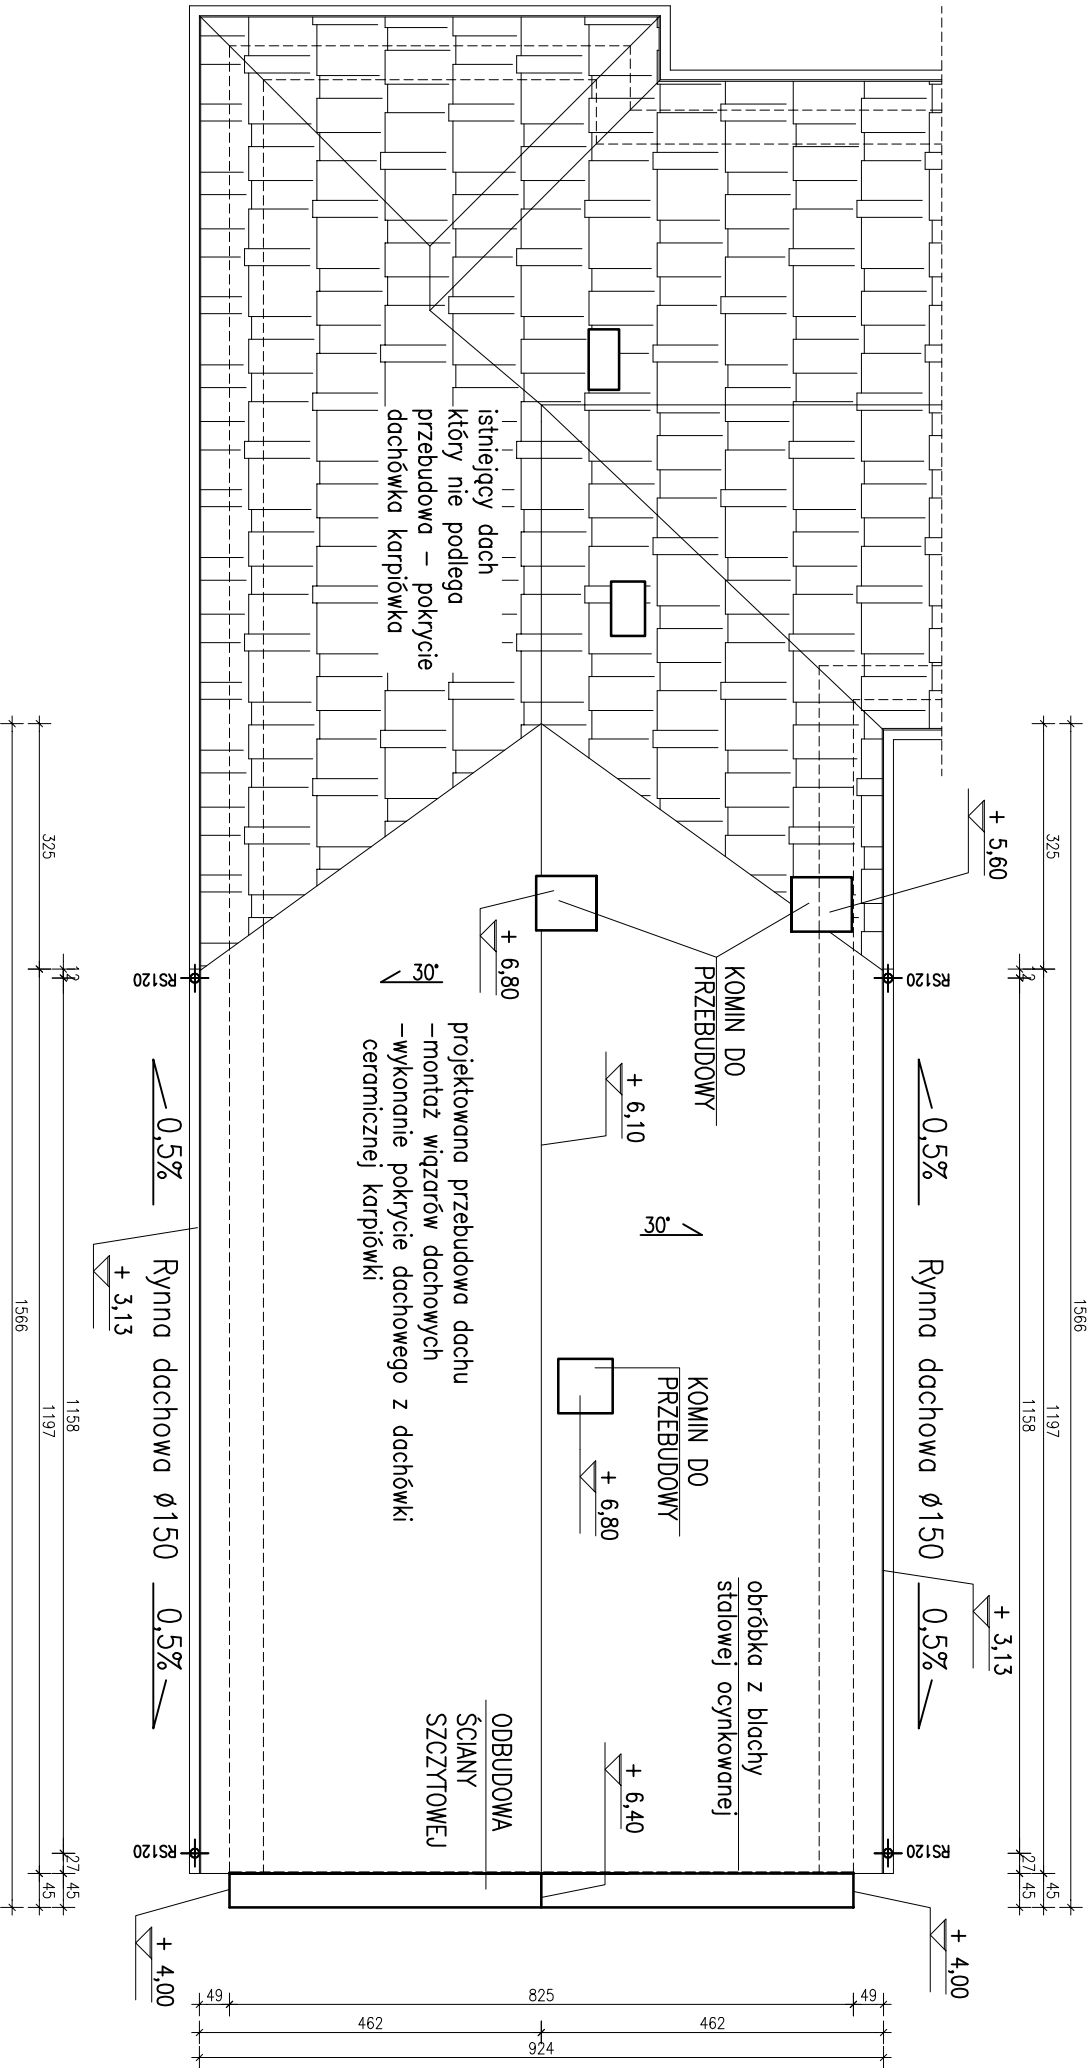 + 5,60
325
12
1158
1197
1566
27
45
45
RS120
RS120
0,5%
Rynna dachowa ø150
0,5%
+ 3,13
+ 4,00
KOMIN DO
PRZEBUDOWY
+ 6,80
+ 6,10
30°
30°
KOMIN DO
PRZEBUDOWY
+ 6,80
obróbka z blachy
stalowej ocynkowanej
+ 6,40
ODBUDOWA
ŚCIANY
SZCZYTOWEJ
istniejący dach
który nie podlega
przebudowa – pokrycie
dachówka karpiówka
projektowana przebudowa dachu
–montaż wiązarów dachowych
–wykonanie pokrycie dachowego z dachówki
ceramicznej karpiówki
RS120
RS120
0,5%
Rynna dachowa ø150
0,5%
+ 3,13
+ 4,00
325
12
1158
1197
1566
27
45
45
49
825
49
462
462
924